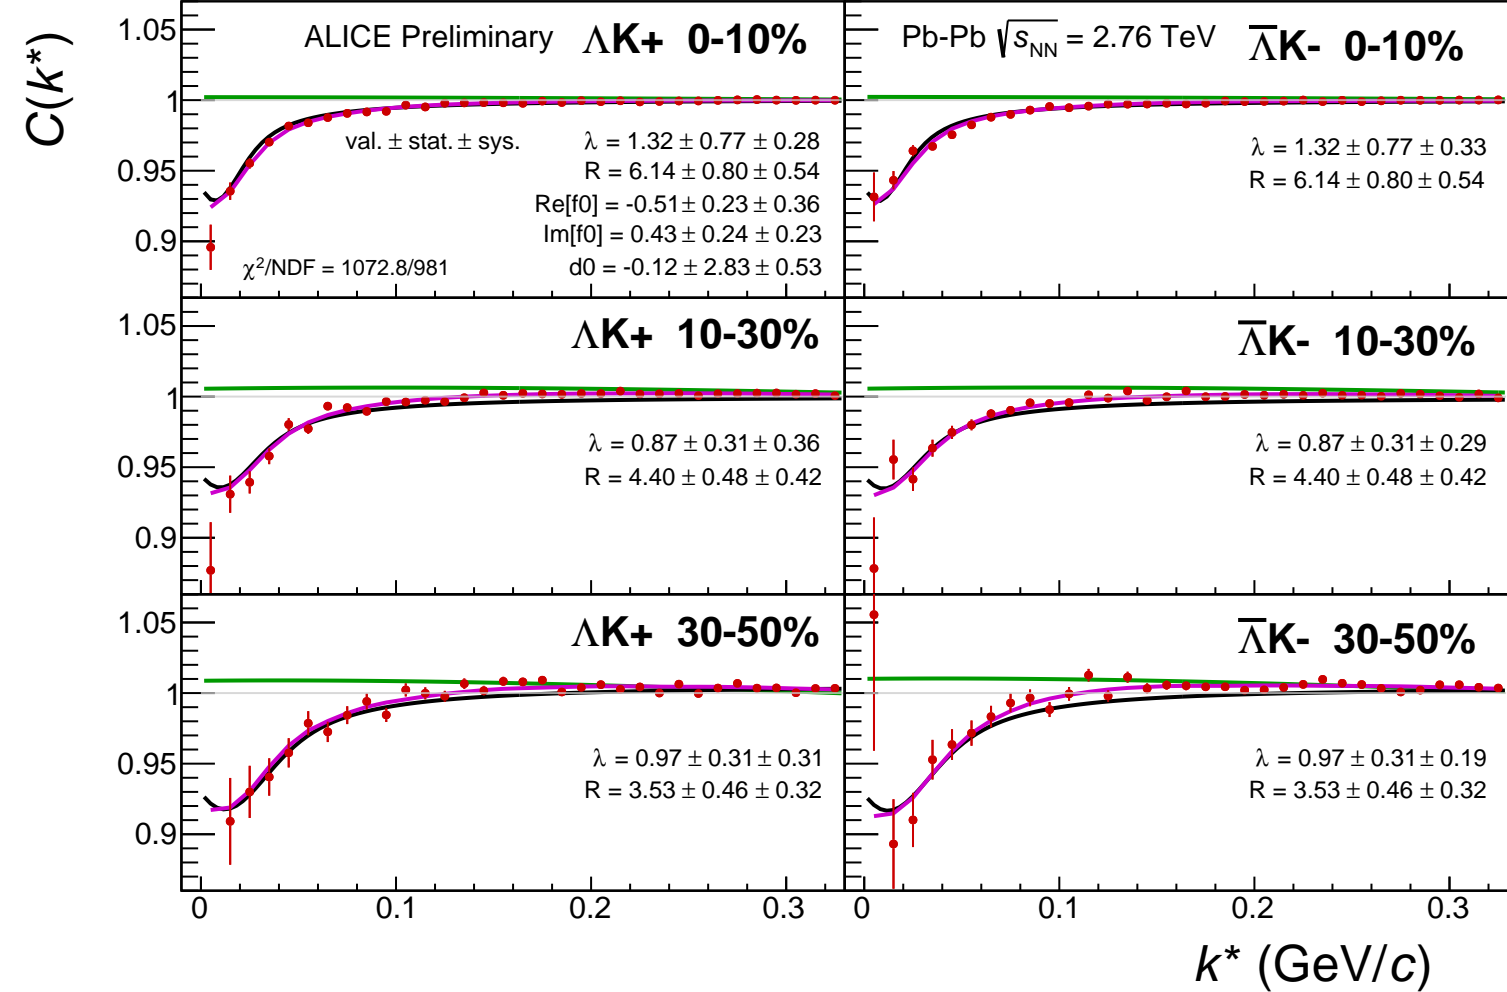 C(k*)
ALICE Preliminary ΛK+ 0-10%
val. ± stat. ± sys.
λ = 1.32 ± 0.77 ± 0.28
R = 6.14 ± 0.80 ± 0.54
Re[f0] = -0.51 ± 0.23 ± 0.36
Im[f0] = 0.43 ± 0.24 ± 0.23
d0 = -0.12 ± 2.83 ± 0.53
χ²/NDF = 1072.8/981
1.05
1
0.95
0.9
Pb-Pb √sNN = 2.76 TeV Λ̅K- 0-10%
λ = 1.32 ± 0.77 ± 0.33
R = 6.14 ± 0.80 ± 0.54
ΛK+ 10-30%
λ = 0.87 ± 0.31 ± 0.36
R = 4.40 ± 0.48 ± 0.42
1.05
1
0.95
0.9
Λ̅K- 10-30%
λ = 0.87 ± 0.31 ± 0.29
R = 4.40 ± 0.48 ± 0.42
ΛK+ 30-50%
λ = 0.97 ± 0.31 ± 0.31
R = 3.53 ± 0.46 ± 0.32
1.05
1
0.95
0.9
Λ̅K- 30-50%
λ = 0.97 ± 0.31 ± 0.19
R = 3.53 ± 0.46 ± 0.32
0 0.1 0.2 0.3
0 0.1 0.2 0.3
k* (GeV/c)